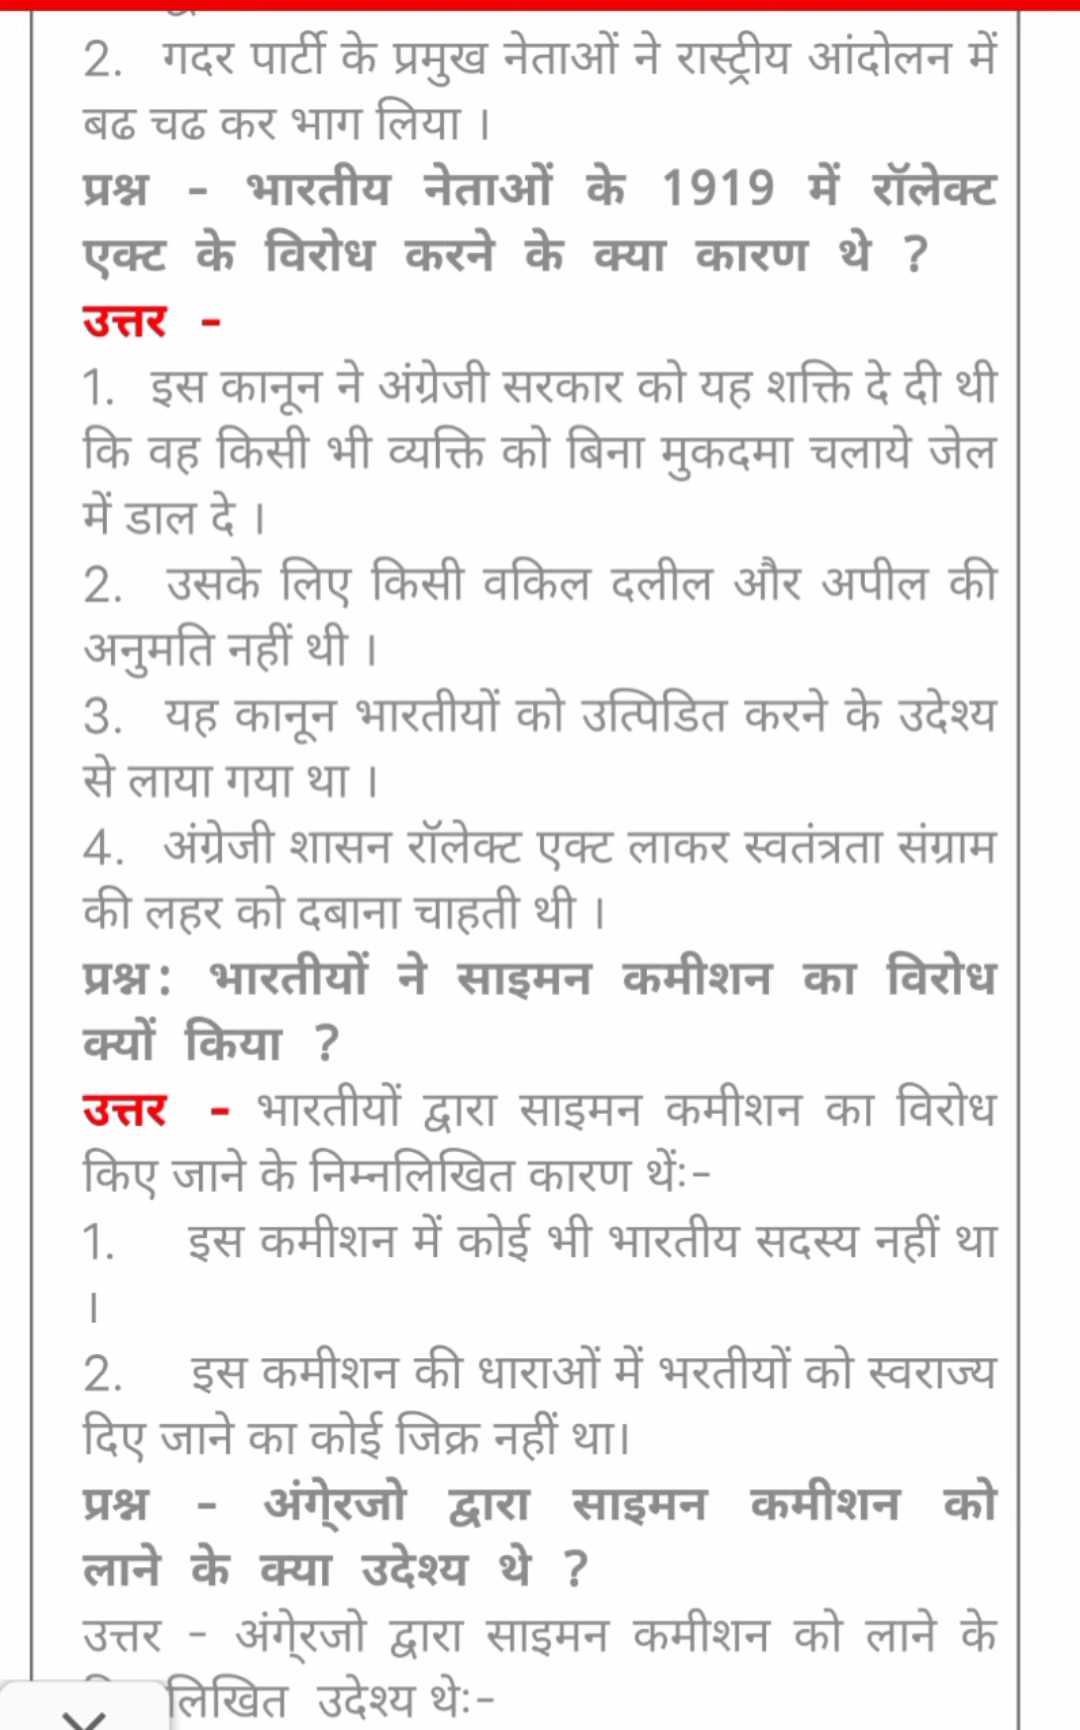 2. गदर पार्टी के प्रमुख नेताओं ने रास्ट्रीय आंदोलन में
बढ चढ कर भाग लिया ।
प्रश्न - भारतीय नेताओं के 1919 में रॉलेक्ट
एक्ट के विरोध करने के क्या कारण थे ?
उत्तर -
1. इस कानून ने अंग्रेजी सरकार को यह शक्ति दे दी थी
कि वह किसी भी व्यक्ति को बिना मुकदमा चलाये जेल
में डाल दे ।
2. उसके लिए किसी वकिल दलील और अपील की
अनुमति नहीं थी ।
3. यह कानून भारतीयों को उत्पिडित करने के उदेश्य
से लाया गया था ।
4. अंग्रेजी शासन रॉलेक्ट एक्ट लाकर स्वतंत्रता संग्राम
की लहर को दबाना चाहती थी ।
प्रश्न: भारतीयों ने साइमन कमीशन का विरोध
क्यों किया ?
उत्तर - भारतीयों द्वारा साइमन कमीशन का विरोध
किए जाने के निम्नलिखित कारण थें:-
1. इस कमीशन में कोई भी भारतीय सदस्य नहीं था
।
2. इस कमीशन की धाराओं में भरतीयों को स्वराज्य
दिए जाने का कोई जिक्र नहीं था।
प्रश्न - अंगे्रजो द्वारा साइमन कमीशन को
लाने के क्या उदेश्य थे ?
उत्तर - अंगे्रजो द्वारा साइमन कमीशन को लाने के
लिखित उदेश्य थे:-